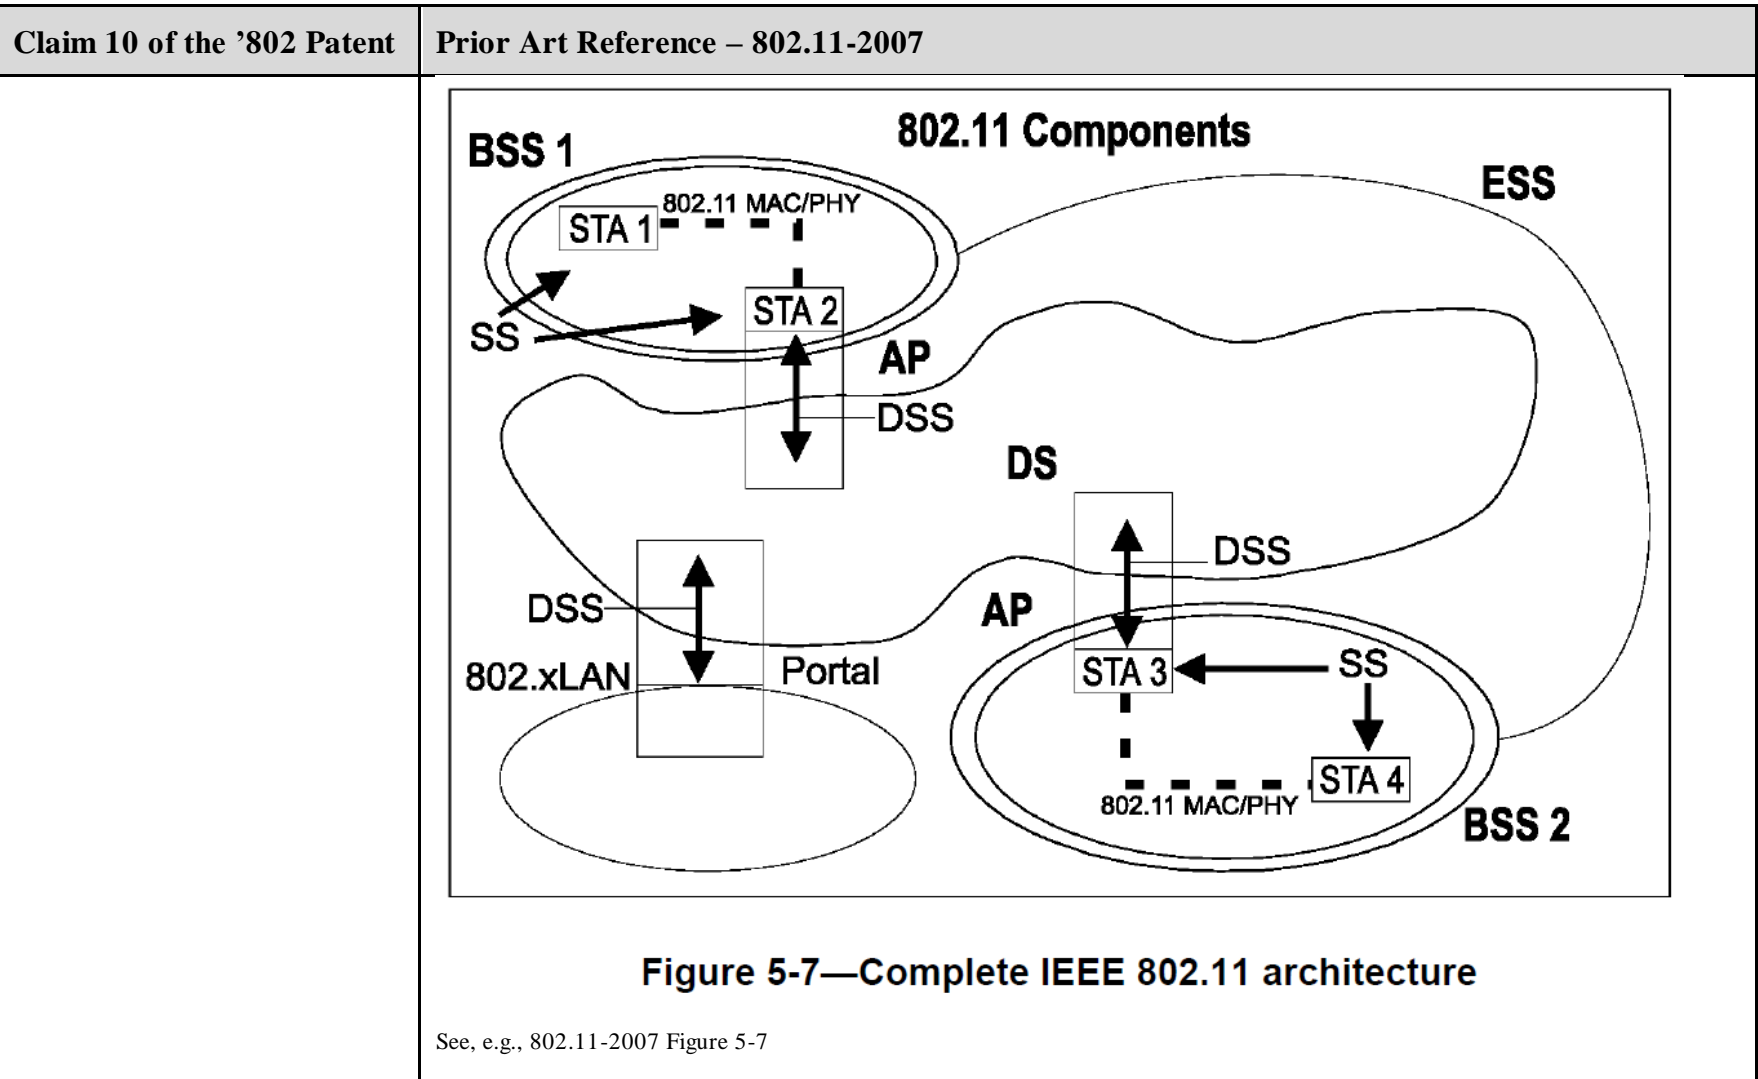 Claim 10 of the ’802 Patent
Prior Art Reference – 802.11-2007
802.11 Components
BSS 1
ESS
802.11 MAC/PHY
STA 1
STA 2
SS
AP
DSS
DS
DSS
DSS
AP
802.xLAN
Portal
STA 3
SS
STA 4
802.11 MAC/PHY
BSS 2
Figure 5-7—Complete IEEE 802.11 architecture
See, e.g., 802.11-2007 Figure 5-7